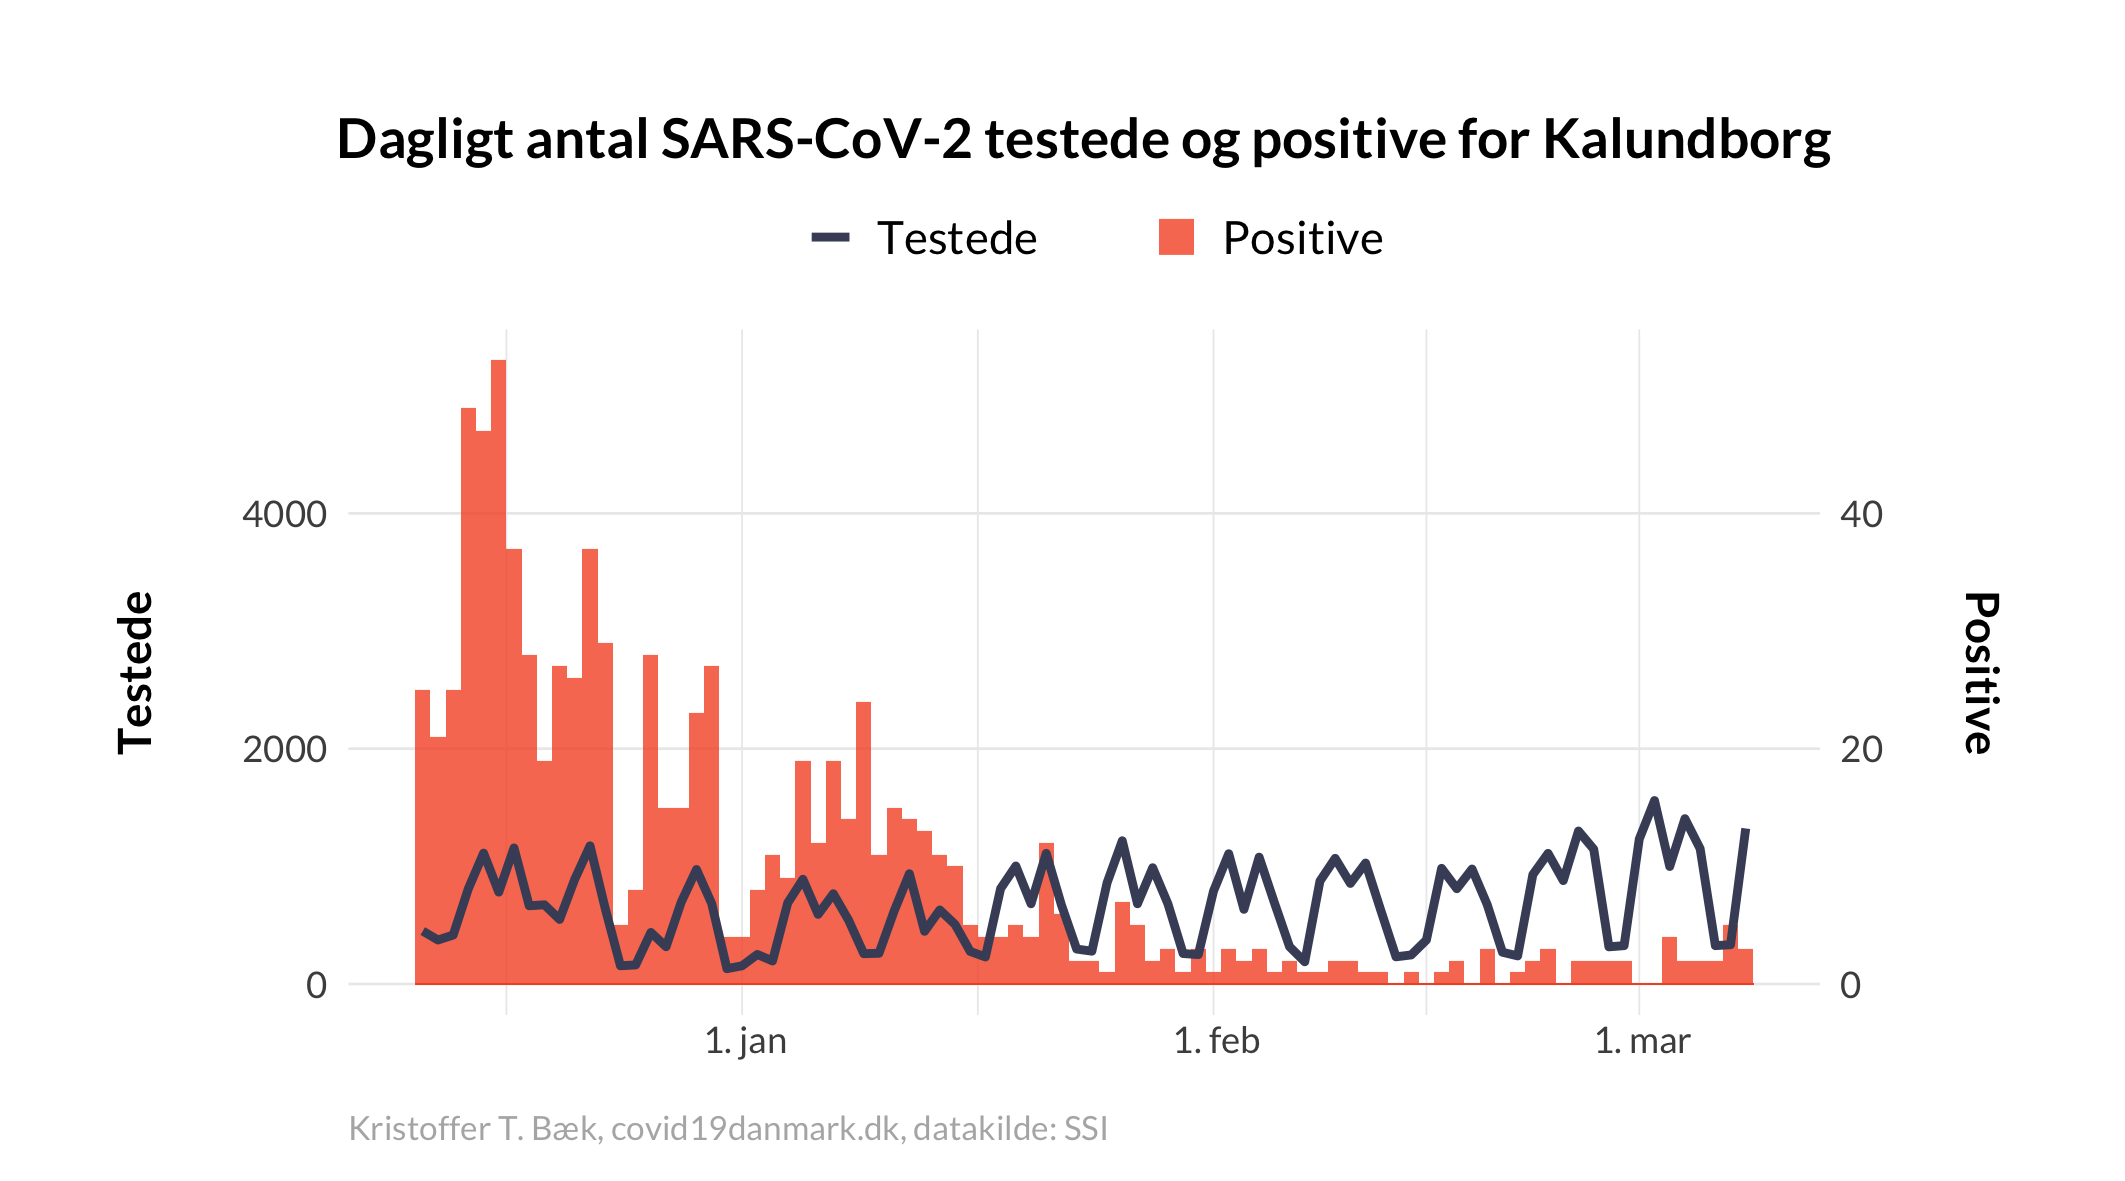 Dagligt antal SARS-CoV-2 testede og positive for Kalundborg
Testede
Positive
Testede
4000
2000
0
40
20
0
Positive
1. jan
1. feb
1. mar
Kristoffer T. Bæk, covid19danmark.dk, datakilde: SSI